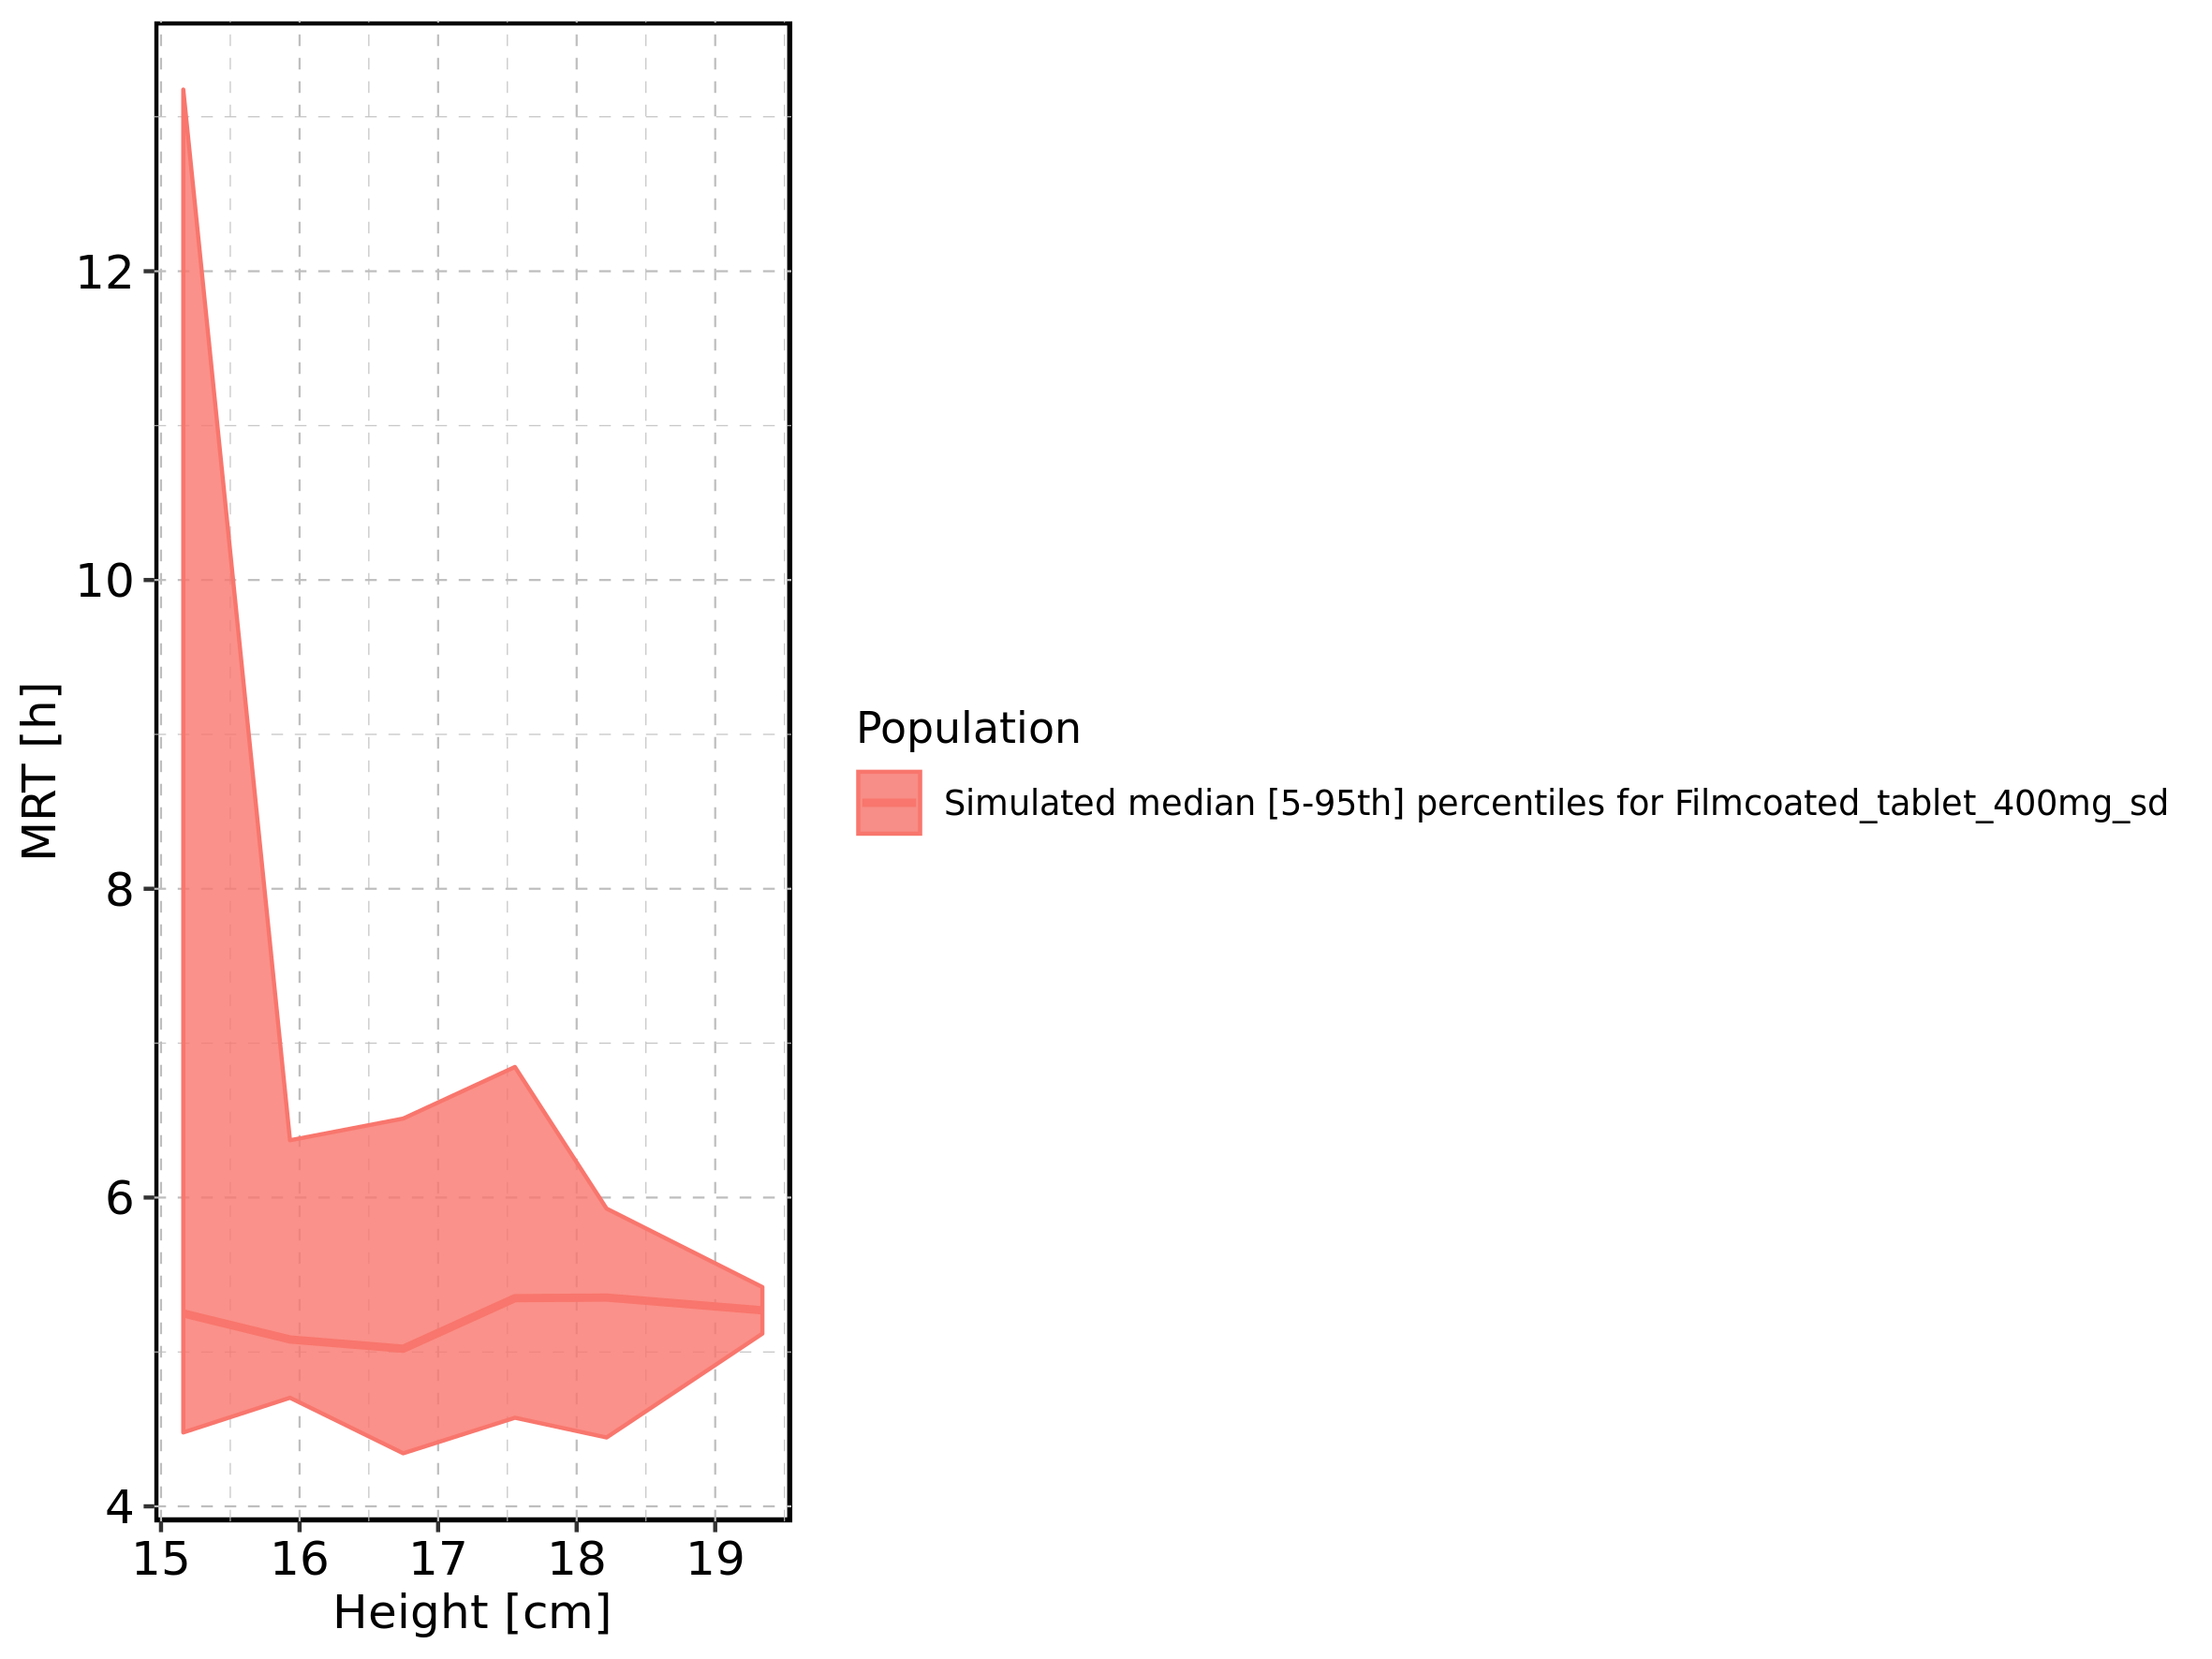 12
10
8
6
4
MRT [h]
15 16 17 18 19
Height [cm]
Population
Simulated median [5-95th] percentiles for Filmcoated_tablet_400mg_sd